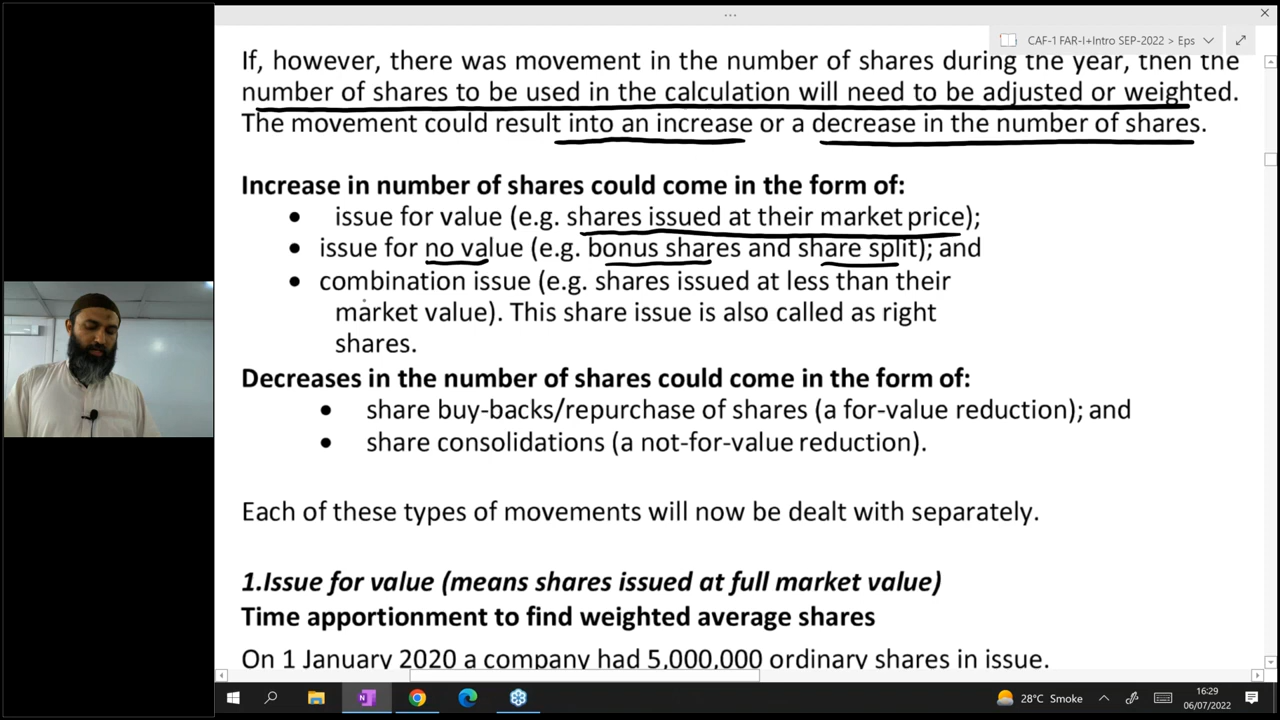 CAF-1 FAR-I+Intro SEP-2022 > Eps
If, however, there was movement in the number of shares during the year, then the
number of shares to be used in the calculation will need to be adjusted or weighted.
The movement could result into an increase or a decrease in the number of shares.
Increase in number of shares could come in the form of:
• issue for value (e.g. shares issued at their market price);
• issue for no value (e.g. bonus shares and share split); and
• combination issue (e.g. shares issued at less than their
market value). This share issue is also called as right
shares.
Decreases in the number of shares could come in the form of:
• share buy-backs/repurchase of shares (a for-value reduction); and
• share consolidations (a not-for-value reduction).
Each of these types of movements will now be dealt with separately.
1.Issue for value (means shares issued at full market value)
Time apportionment to find weighted average shares
On 1 January 2020 a company had 5,000,000 ordinary shares in issue.
28°C Smoke
16:29
06/07/2022